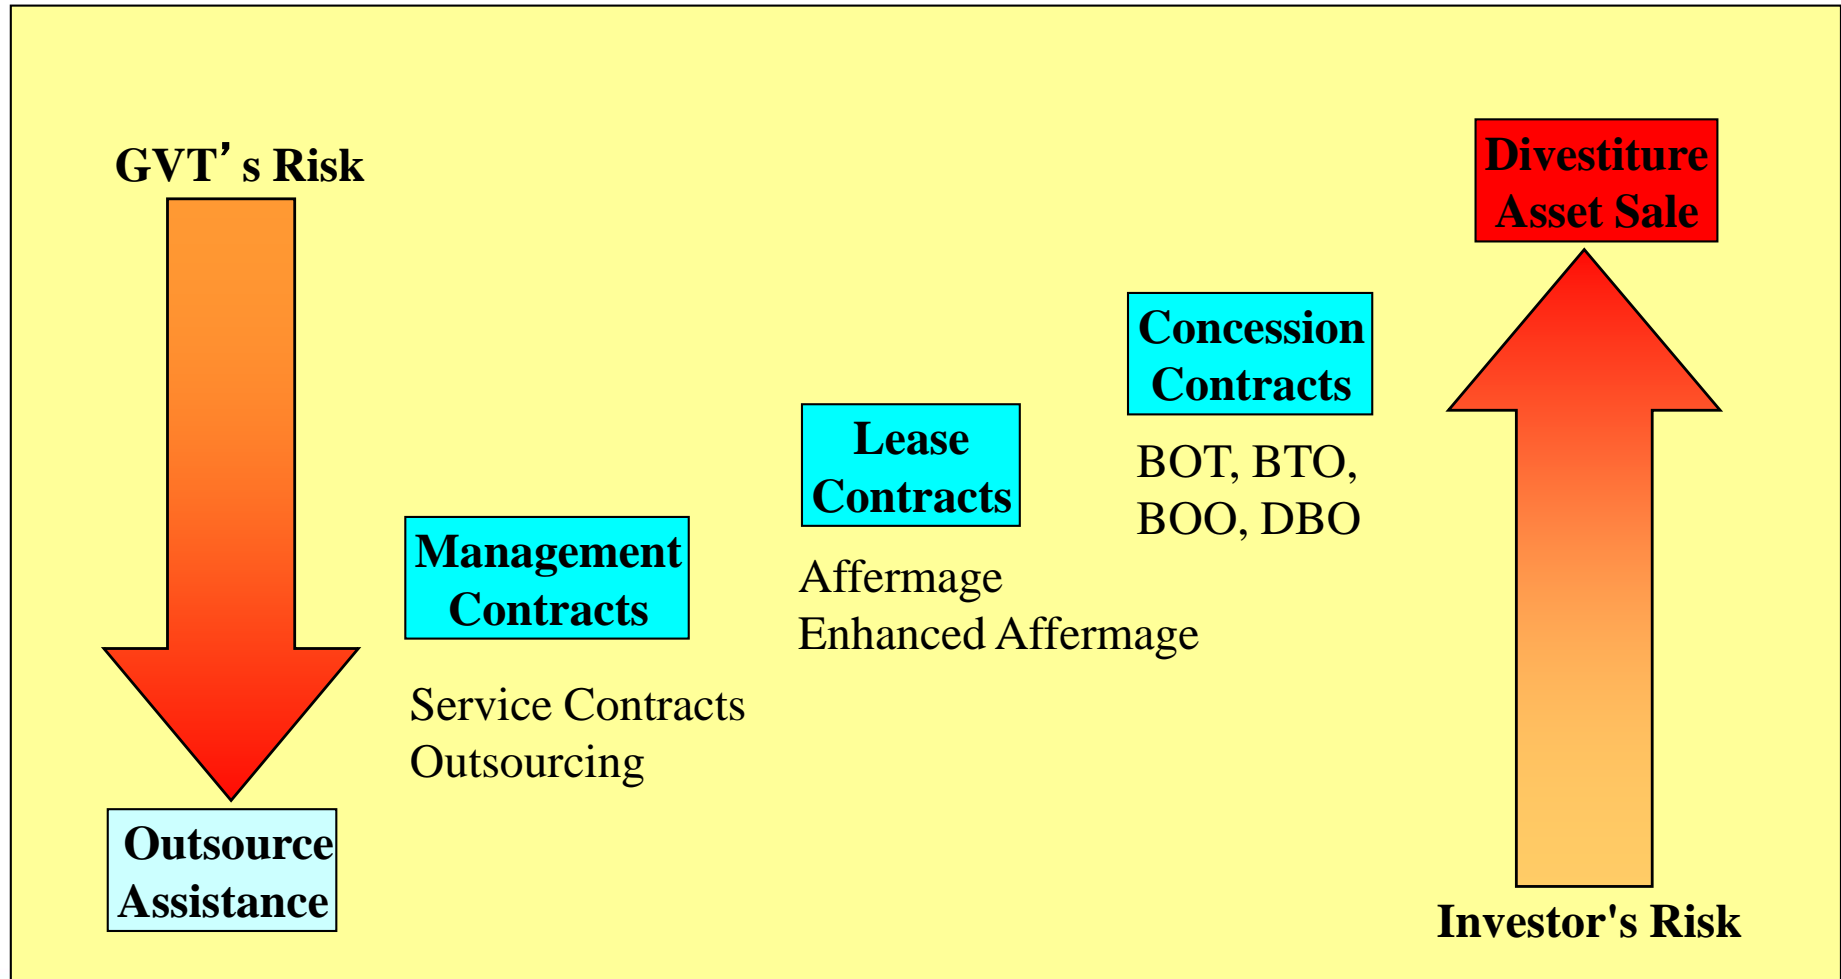 GVT’s Risk
Divestiture
Asset Sale
Concession
Contracts
BOT, BTO,
BOO, DBO
Lease
Contracts
Affermage
Enhanced Affermage
Management
Contracts
Service Contracts
Outsourcing
Outsource
Assistance
Investor's Risk